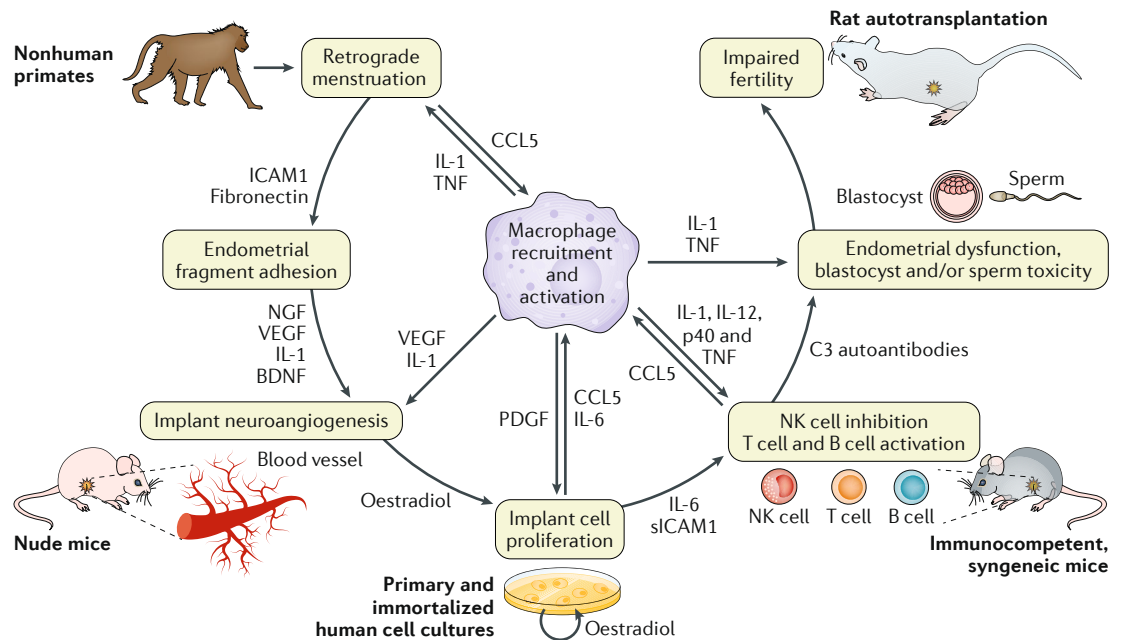 Nonhuman
primates
Retrograde
menstruation
Rat autotransplantation
Impaired
fertility
CCL5
IL-1
TNF
ICAM1
Fibronectin
Blastocyst
Sperm
Macrophage
recruitment
and
activation
IL-1
TNF
Endometrial
fragment adhesion
Endometrial dysfunction,
blastocyst and/or sperm toxicity
NGF
VEGF
IL-1
BDNF
VEGF
IL-1
IL-1, IL-12,
p40 and
TNF
CCL5
C3 autoantibodies
PDGF
CCL5
IL-6
Implant neuroangiogenesis
NK cell inhibition
T cell and B cell activation
Blood vessel
Oestradiol
Nude mice
Implant cell
proliferation
IL-6
sICAM1
NK cell
T cell
B cell
Immunocompetent,
syngeneic mice
Primary and
immortalized
human cell cultures
Oestradiol